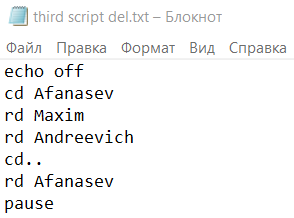 third script del.txt – Блокнот
Файл Правка Формат Вид Справка
echo off
cd Afanasev
rd Maxim
rd Andreevich
cd..
rd Afanasev
pause